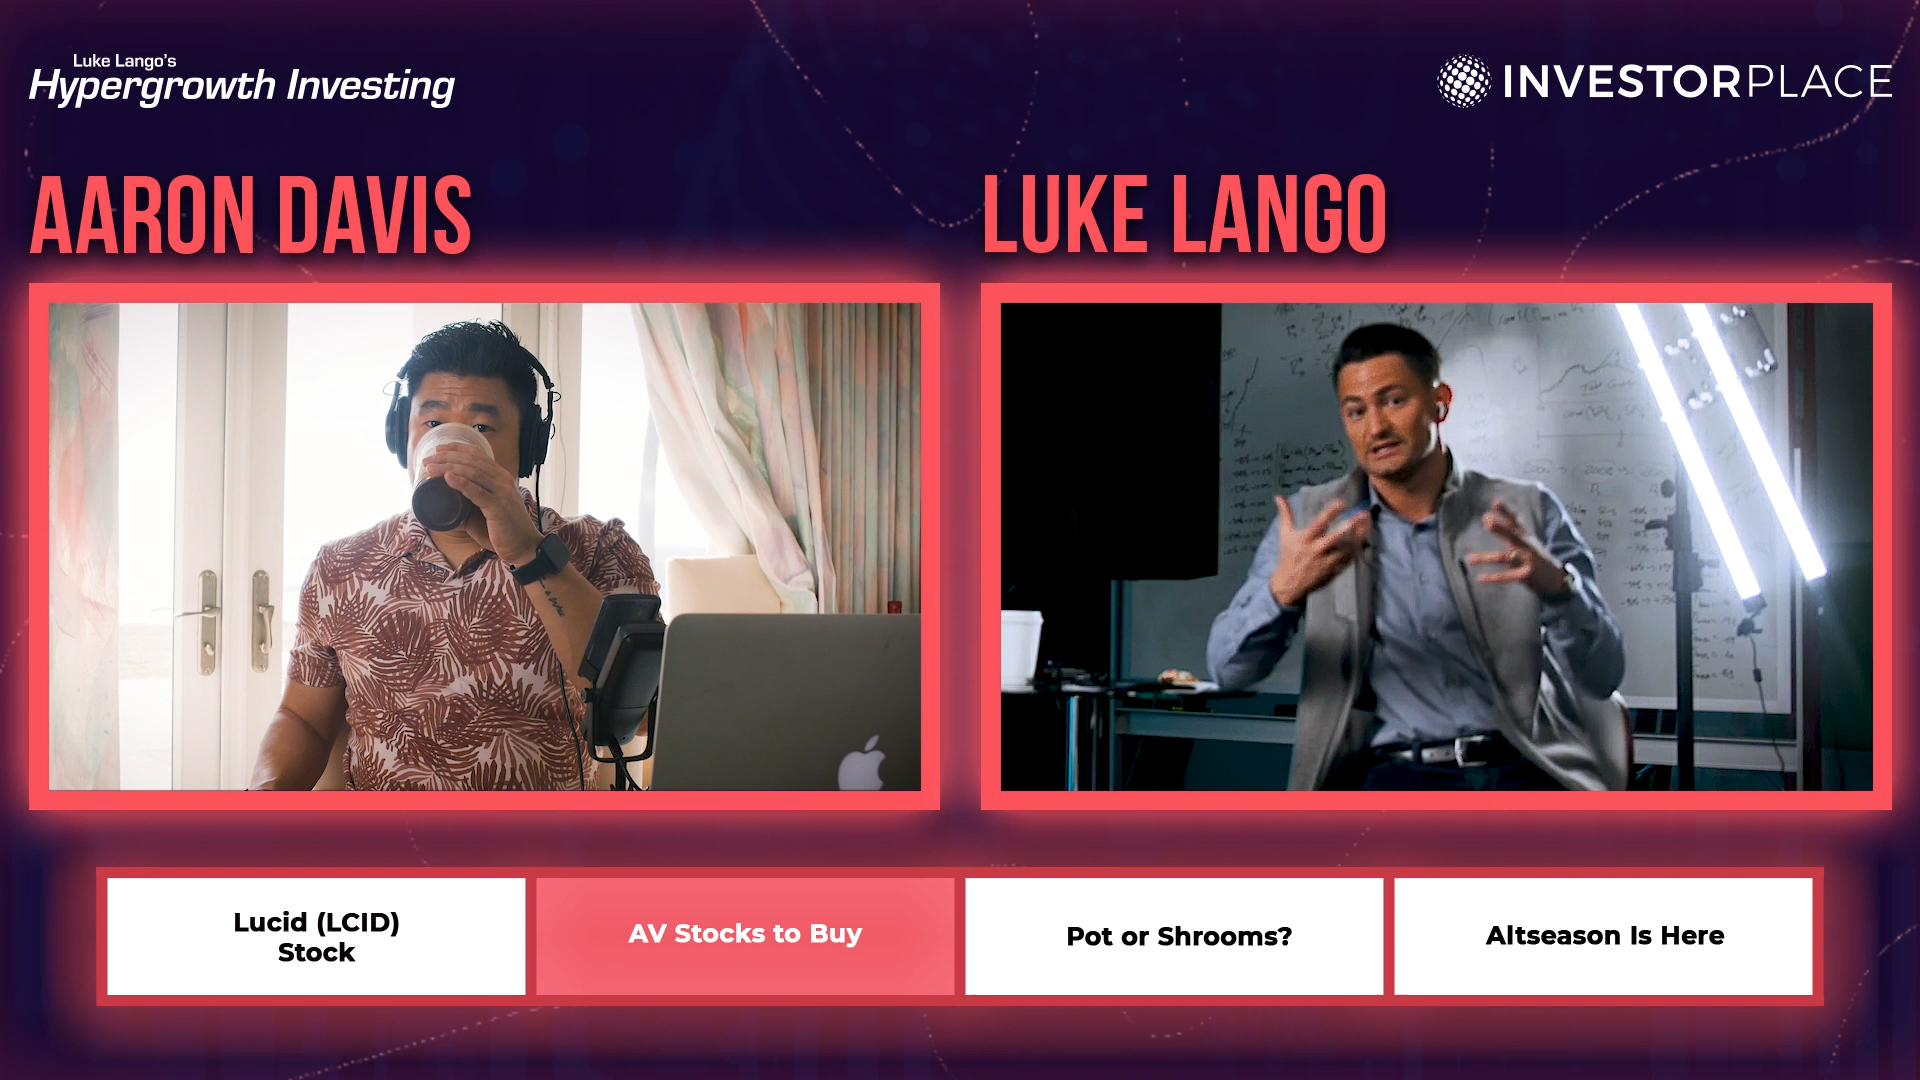 Luke Lango's
Hypergrowth Investing
INVESTORPLACE
AARON DAVIS
LUKE LANGO
Lucid (LCID)
Stock
AV Stocks to Buy
Pot or Shrooms?
Altseason Is Here